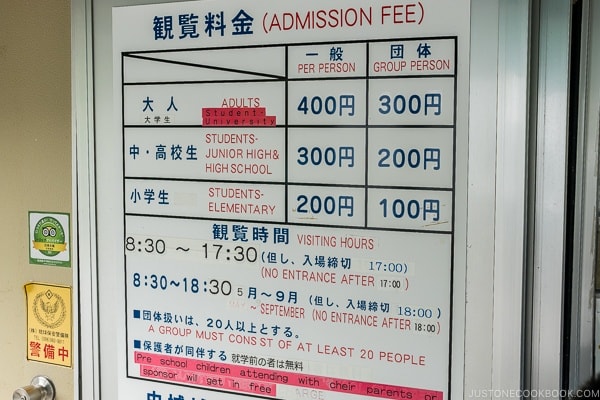 観覧料金 (ADMISSION FEE)
一般 団体
PER PERSON GROUP PERSON
大人 ADULTS 400円 300円
大学生 Student-
University
中・高校生 STUDENTS-
JUNIOR HIGH &
HIGH SCHOOL 300円 200円
小学生 STUDENTS-
ELEMENTARY 200円 100円
観覧時間 VISITING HOURS
8:30 〜 17:30 (但し、入場締切 17:00)
(NO ENTRANCE AFTER 17:00)
8:30〜18:30 5月〜9月 (但し、入場締切 18:00)
〜 SEPTEMBER (NO ENTRANCE AFTER 18:00)
■団体扱いは、20人以上とする。
A GROUP MUST CONS ST OF AT LEAST 20 PEOPLE
■保護者が同伴する 就学前の者は無料
Pre school children attending with their parents or
sponsor will get in free ARGE
警備中
JUSTONECOOKBOOK.COM